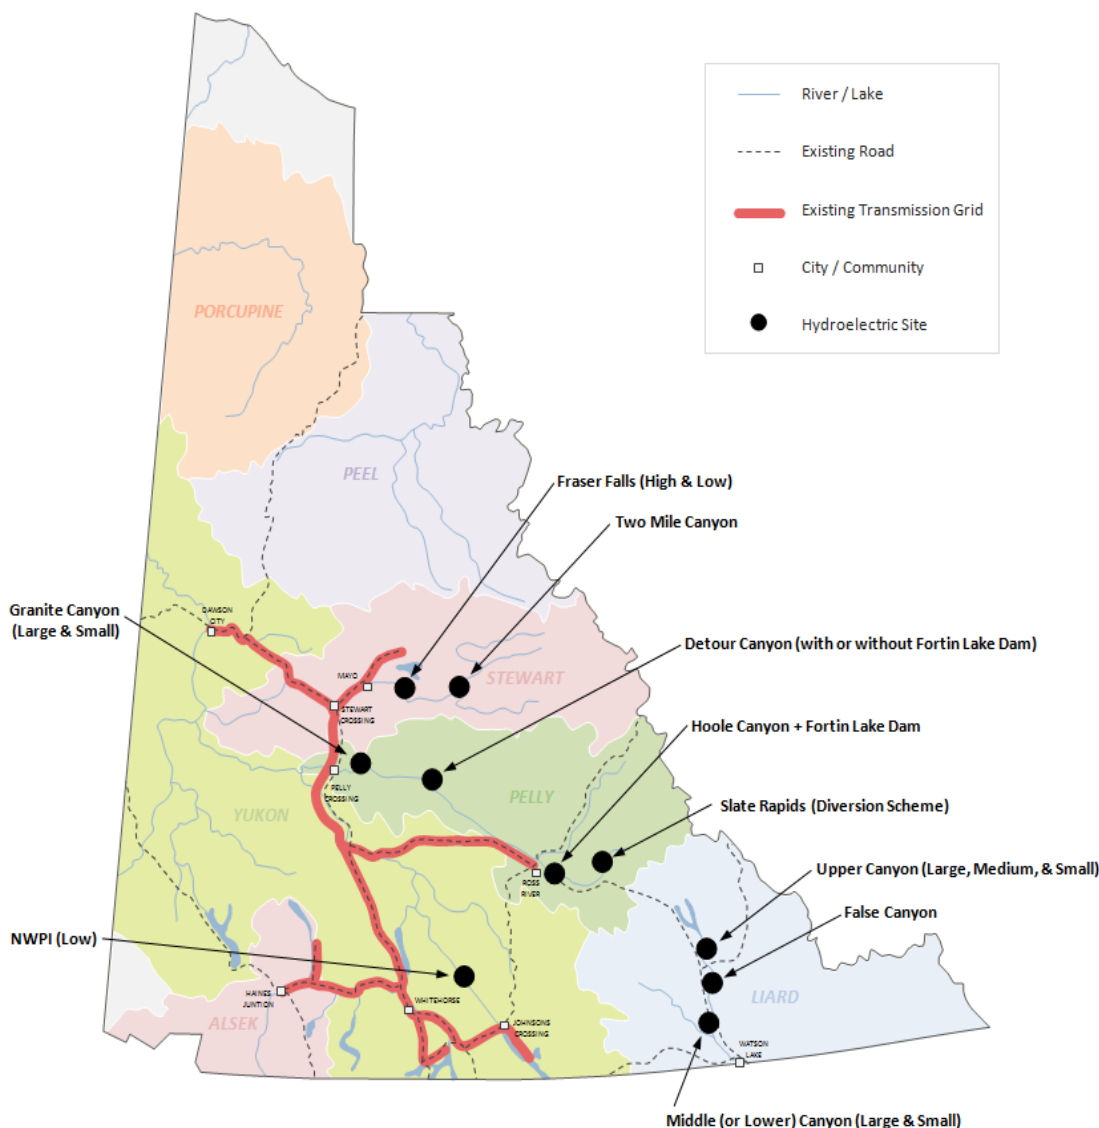 River / Lake
Existing Road
Existing Transmission Grid
City / Community
Hydroelectric Site
PORCUPINE
PEEL
Fraser Falls (High & Low)
Two Mile Canyon
Granite Canyon
(Large & Small)
DAWSON
CITY
Detour Canyon (with or without Fortin Lake Dam)
MAYO
STEWART
STEWART
CROSSING
Hoole Canyon + Fortin Lake Dam
PELLY
CROSSING
PELLY
YUKON
Slate Rapids (Diversion Scheme)
Upper Canyon (Large, Medium, & Small)
ROSS
RIVER
False Canyon
NWPI (Low)
HAINES
JUNTION
WHITEHORSE
LIARD
ALSEK
JOHNSONS
CROSSING
WATSON
LAKE
Middle (or Lower) Canyon (Large & Small)